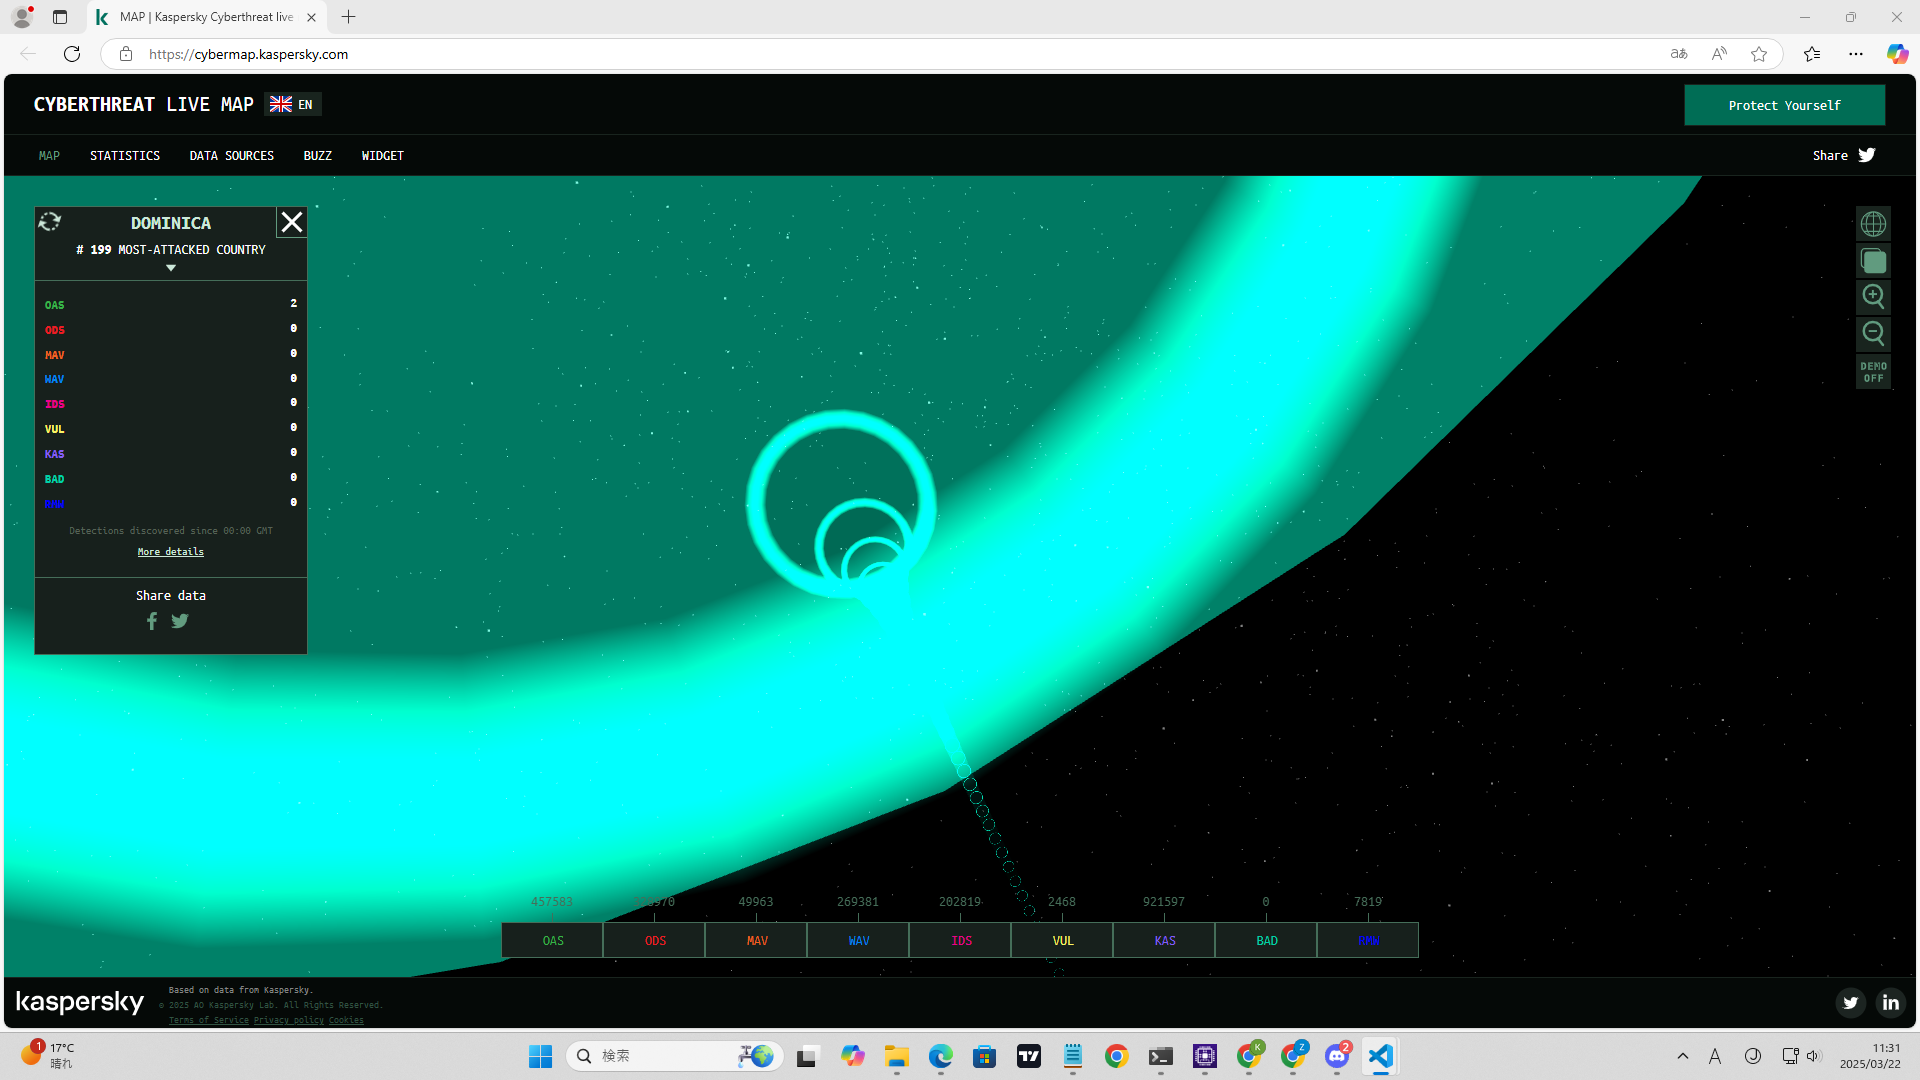 MAP | Kaspersky Cyberthreat live
https://cybermap.kaspersky.com
CYBERTHREAT LIVE MAP
EN
Protect Yourself
MAP
STATISTICS
DATA SOURCES
BUZZ
WIDGET
Share
DOMINICA
# 199 MOST-ATTACKED COUNTRY
OAS 2
ODS 0
MAV 0
WAV 0
IDS 0
VUL 0
KAS 0
BAD 0
RMW 0
Detections discovered since 00:00 GMT
More details
Share data
DEMO
OFF
457583
49963
269381
202819
2468
921597
0
7819
OAS
ODS
MAV
WAV
IDS
VUL
KAS
BAD
RMW
kaspersky
Based on data from Kaspersky.
© 2025 AO Kaspersky Lab. All Rights Reserved.
Terms of Service Privacy policy Cookies
1
17°C
晴れ
検索
K
Z
2
A
11:31
2025/03/22